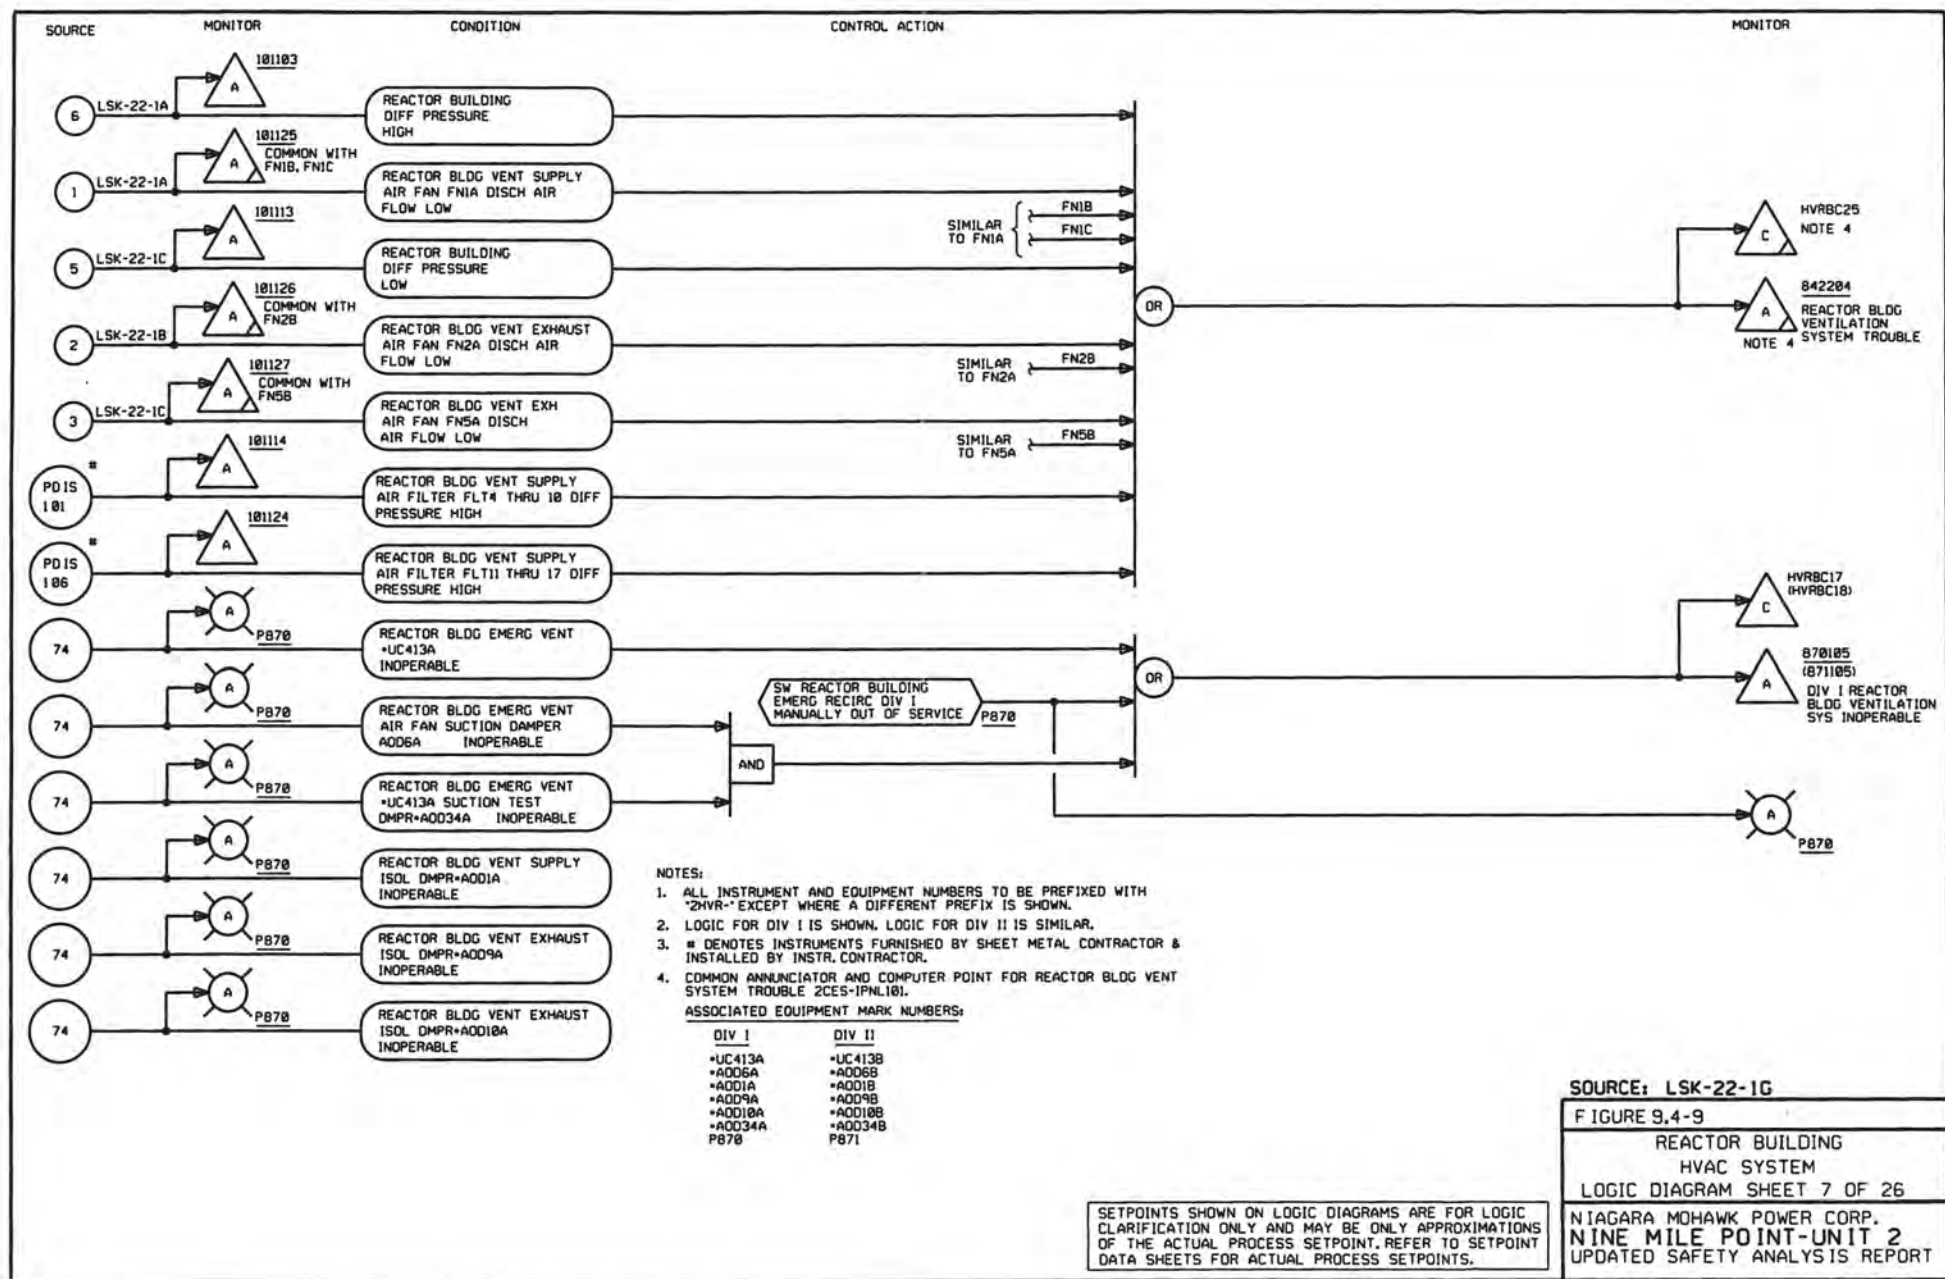 SOURCE
MONITOR
CONDITION
CONTROL ACTION
MONITOR
6
LSK-22-1A
A
101103
REACTOR BUILDING
DIFF PRESSURE
HIGH
1
LSK-22-1A
A
101125
COMMON WITH
FN1B, FN1C
REACTOR BLDG VENT SUPPLY
AIR FAN FN1A DISCH AIR
FLOW LOW
5
LSK-22-1C
A
101113
REACTOR BUILDING
DIFF PRESSURE
LOW
2
LSK-22-1B
A
101126
COMMON WITH
FN2B
REACTOR BLDG VENT EXHAUST
AIR FAN FN2A DISCH AIR
FLOW LOW
3
LSK-22-1C
A
101127
COMMON WITH
FN5B
REACTOR BLDG VENT EXH
AIR FAN FN5A DISCH
AIR FLOW LOW
PDIS
101
#
A
101114
REACTOR BLDG VENT SUPPLY
AIR FILTER FLT4 THRU 10 DIFF
PRESSURE HIGH
PDIS
106
#
A
101124
REACTOR BLDG VENT SUPPLY
AIR FILTER FLT11 THRU 17 DIFF
PRESSURE HIGH
74
A
P870
REACTOR BLDG EMERG VENT
*UC413A
INOPERABLE
74
A
P870
REACTOR BLDG EMERG VENT
AIR FAN SUCTION DAMPER
AOD6A INOPERABLE
74
A
P870
REACTOR BLDG EMERG VENT
*UC413A SUCTION TEST
DMPR*AOD34A INOPERABLE
74
A
P870
REACTOR BLDG VENT SUPPLY
ISOL DMPR*AOD1A
INOPERABLE
74
A
P870
REACTOR BLDG VENT EXHAUST
ISOL DMPR*AOD9A
INOPERABLE
74
A
P870
REACTOR BLDG VENT EXHAUST
ISOL DMPR*AOD10A
INOPERABLE
SIMILAR
TO FN1A
FN1B
FN1C
SIMILAR
TO FN2A
FN2B
SIMILAR
TO FN5A
FN5B
OR
C
HVRBC25
NOTE 4
A
842204
REACTOR BLDG
VENTILATION
SYSTEM TROUBLE
NOTE 4
SW REACTOR BUILDING
EMERG RECIRC DIV I
MANUALLY OUT OF SERVICE
P870
AND
OR
C
HVRBC17
(HVRBC18)
A
870105
(871105)
DIV I REACTOR
BLDG VENTILATION
SYS INOPERABLE
A
P870
NOTES:
1. ALL INSTRUMENT AND EQUIPMENT NUMBERS TO BE PREFIXED WITH
"2HVR-" EXCEPT WHERE A DIFFERENT PREFIX IS SHOWN.
2. LOGIC FOR DIV I IS SHOWN. LOGIC FOR DIV II IS SIMILAR.
3. # DENOTES INSTRUMENTS FURNISHED BY SHEET METAL CONTRACTOR &
INSTALLED BY INSTR. CONTRACTOR.
4. COMMON ANNUNCIATOR AND COMPUTER POINT FOR REACTOR BLDG VENT
SYSTEM TROUBLE 2CES-IPNL101.
ASSOCIATED EQUIPMENT MARK NUMBERS:
DIV I DIV II
*UC413A *UC413B
*AOD6A *AOD6B
*AOD1A *AOD1B
*AOD9A *AOD9B
*AOD10A *AOD10B
*AOD34A *AOD34B
P870 P871
SETPOINTS SHOWN ON LOGIC DIAGRAMS ARE FOR LOGIC
CLARIFICATION ONLY AND MAY BE ONLY APPROXIMATIONS
OF THE ACTUAL PROCESS SETPOINT. REFER TO SETPOINT
DATA SHEETS FOR ACTUAL PROCESS SETPOINTS.
SOURCE: LSK-22-1G
FIGURE 9.4-9
REACTOR BUILDING
HVAC SYSTEM
LOGIC DIAGRAM SHEET 7 OF 26
NIAGARA MOHAWK POWER CORP.
NINE MILE POINT-UNIT 2
UPDATED SAFETY ANALYSIS REPORT